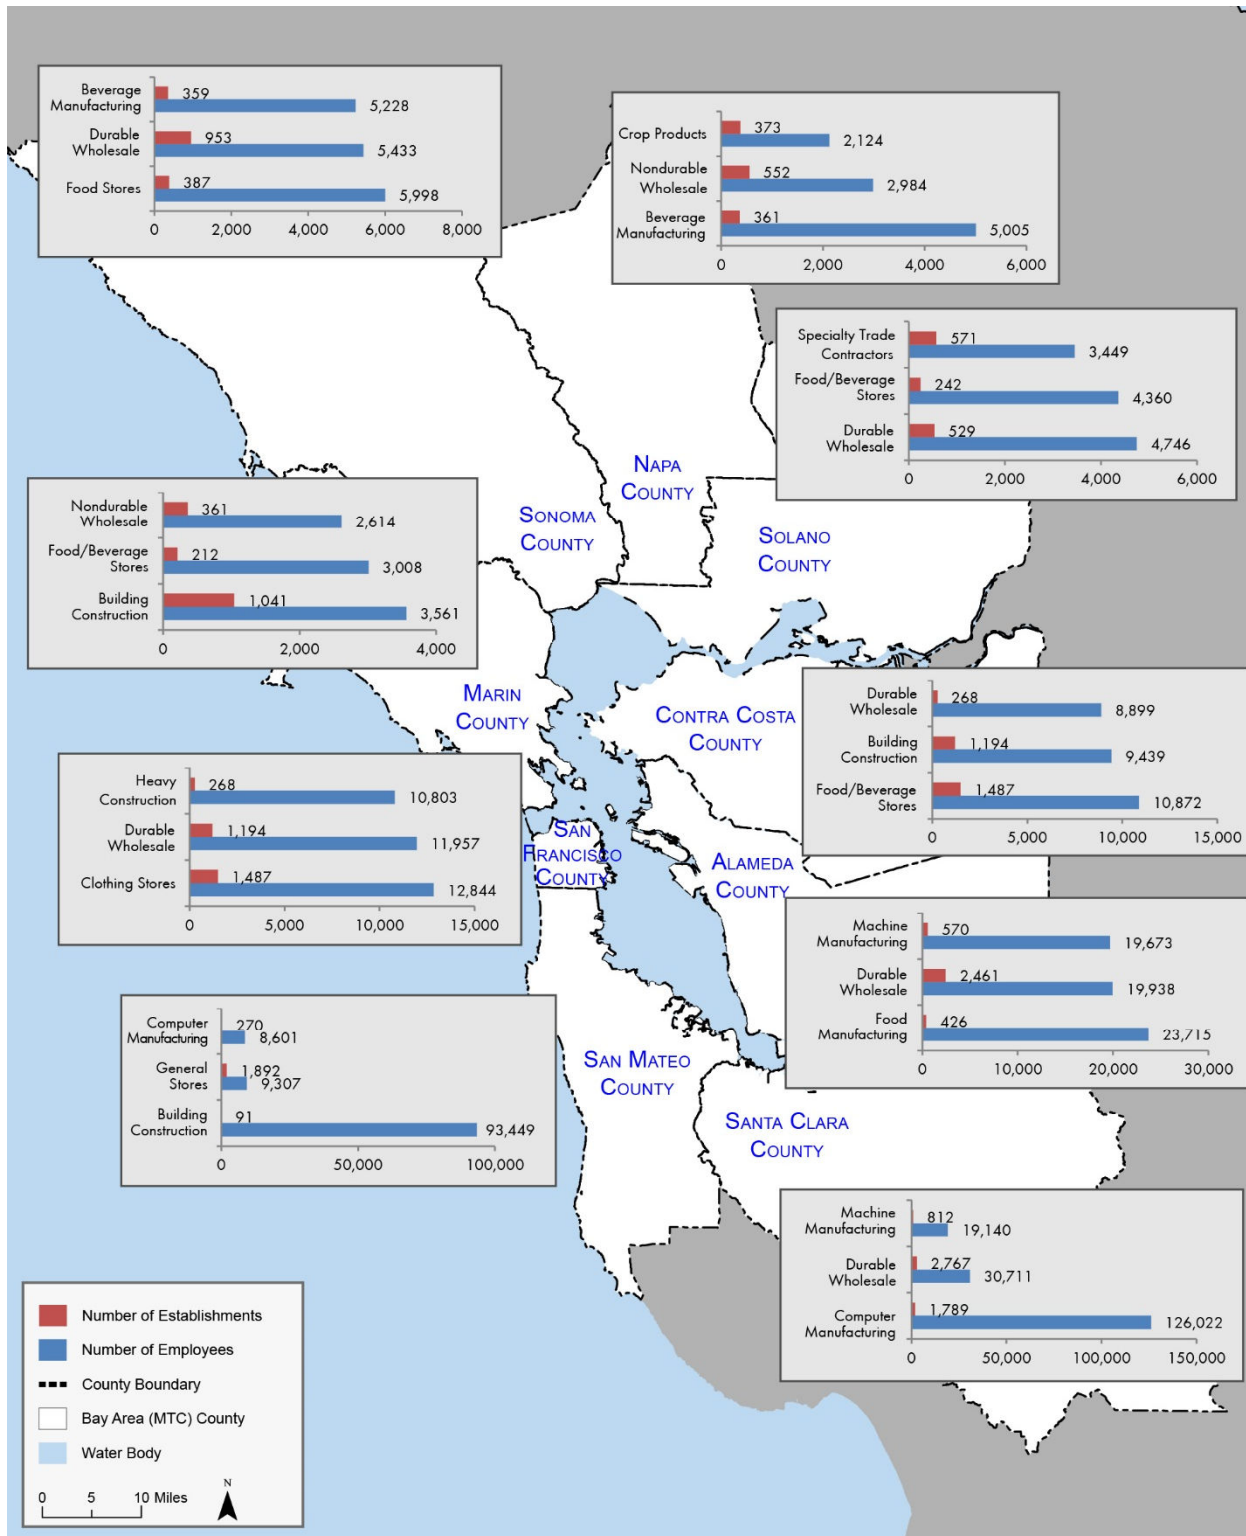 Beverage
Manufacturing
359
5,228
Durable
Wholesale
953
5,433
Food Stores
387
5,998
0 2,000 4,000 6,000 8,000
Crop Products
373
2,124
Nondurable
Wholesale
552
2,984
Beverage
Manufacturing
361
5,005
0 2,000 4,000 6,000
Specialty Trade
Contractors
571
3,449
Food/Beverage
Stores
242
4,360
Durable
Wholesale
529
4,746
0 2,000 4,000 6,000
Nondurable
Wholesale
361
2,614
Food/Beverage
Stores
212
3,008
Building
Construction
1,041
3,561
0 2,000 4,000
NAPA
COUNTY
SONOMA
COUNTY
SOLANO
COUNTY
MARIN
COUNTY
CONTRA COSTA
COUNTY
Durable
Wholesale
268
8,899
Building
Construction
1,194
9,439
Food/Beverage
Stores
1,487
10,872
0 5,000 10,000 15,000
Heavy
Construction
268
10,803
Durable
Wholesale
1,194
11,957
Clothing Stores
1,487
12,844
0 5,000 10,000 15,000
SAN
FRANCISCO
COUNTY
ALAMEDA
COUNTY
Machine
Manufacturing
570
19,673
Durable
Wholesale
2,461
19,938
Food
Manufacturing
426
23,715
0 10,000 20,000 30,000
Computer
Manufacturing
270
8,601
General
Stores
1,892
9,307
Building
Construction
91
93,449
0 50,000 100,000
SAN MATEO
COUNTY
SANTA CLARA
COUNTY
Machine
Manufacturing
812
19,140
Durable
Wholesale
2,767
30,711
Computer
Manufacturing
1,789
126,022
0 50,000 100,000 150,000
Number of Establishments
Number of Employees
County Boundary
Bay Area (MTC) County
Water Body
0 5 10 Miles
N